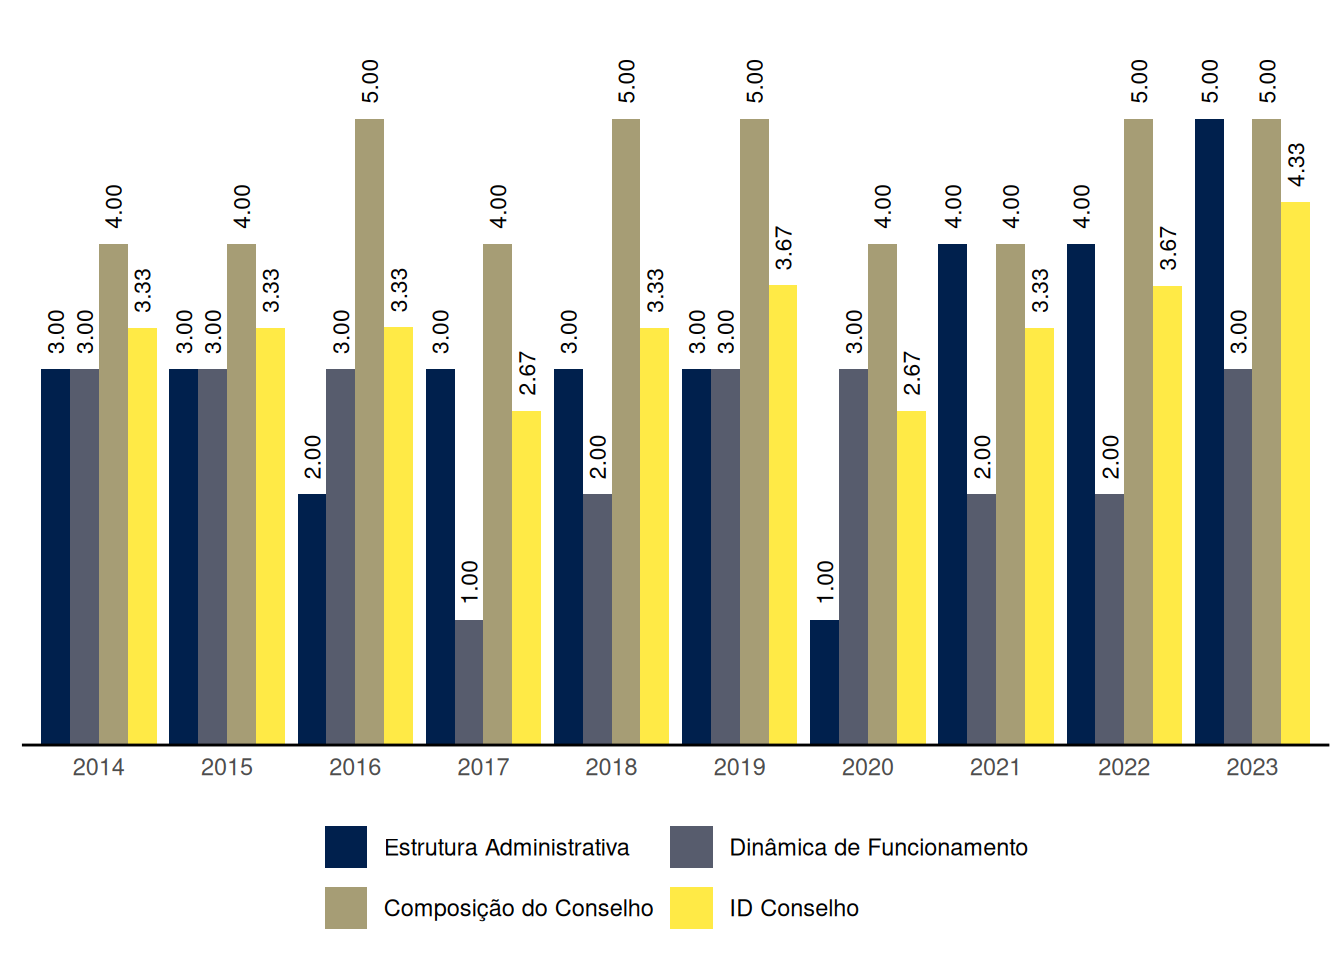 5.00 5.00 5.00 5.00 5.00 5.00
4.33
4.00 4.00 4.00 4.00 4.00 4.00 4.00
3.67 3.67
3.33 3.33 3.33 3.33 3.33
3.00 3.00 3.00 3.00 3.00 3.00 3.00 3.00 3.00 3.00 3.00
2.67 2.67
2.00 2.00 2.00 2.00
1.00 1.00
2014 2015 2016 2017 2018 2019 2020 2021 2022 2023
Estrutura Administrativa Dinâmica de Funcionamento
Composição do Conselho ID Conselho